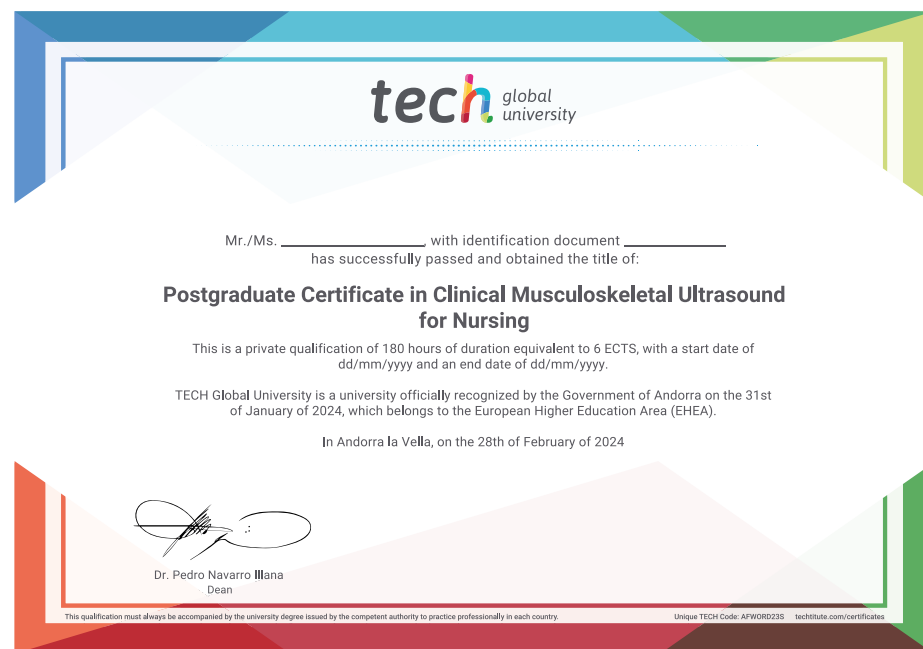 tech global university
Mr./Ms. ____________, with identification document ____________
has successfully passed and obtained the title of:
Postgraduate Certificate in Clinical Musculoskeletal Ultrasound
for Nursing
This is a private qualification of 180 hours of duration equivalent to 6 ECTS, with a start date of
dd/mm/yyyy and an end date of dd/mm/yyyy.
TECH Global University is a university officially recognized by the Government of Andorra on the 31st
of January of 2024, which belongs to the European Higher Education Area (EHEA).
In Andorra la Vella, on the 28th of February of 2024
Dr. Pedro Navarro Illana
Dean
This qualification must always be accompanied by the university degree issued by the competent authority to practice professionally in each country.
Unique TECH Code: AFWORD23S techtitute.com/certificates